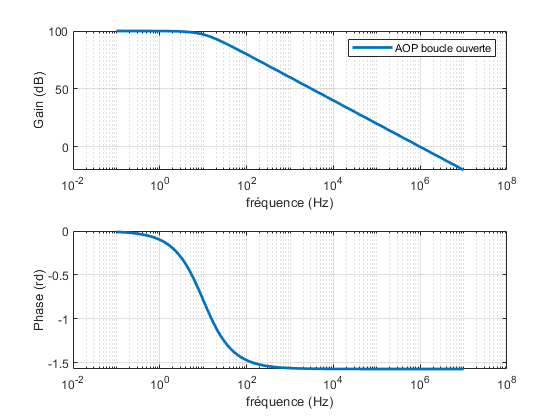 100
AOP boucle ouverte
50
0
Gain (dB)
10^-2 10^0 10^2 10^4 10^6 10^8
fréquence (Hz)
0
-0.5
-1
-1.5
Phase (rd)
10^-2 10^0 10^2 10^4 10^6 10^8
fréquence (Hz)